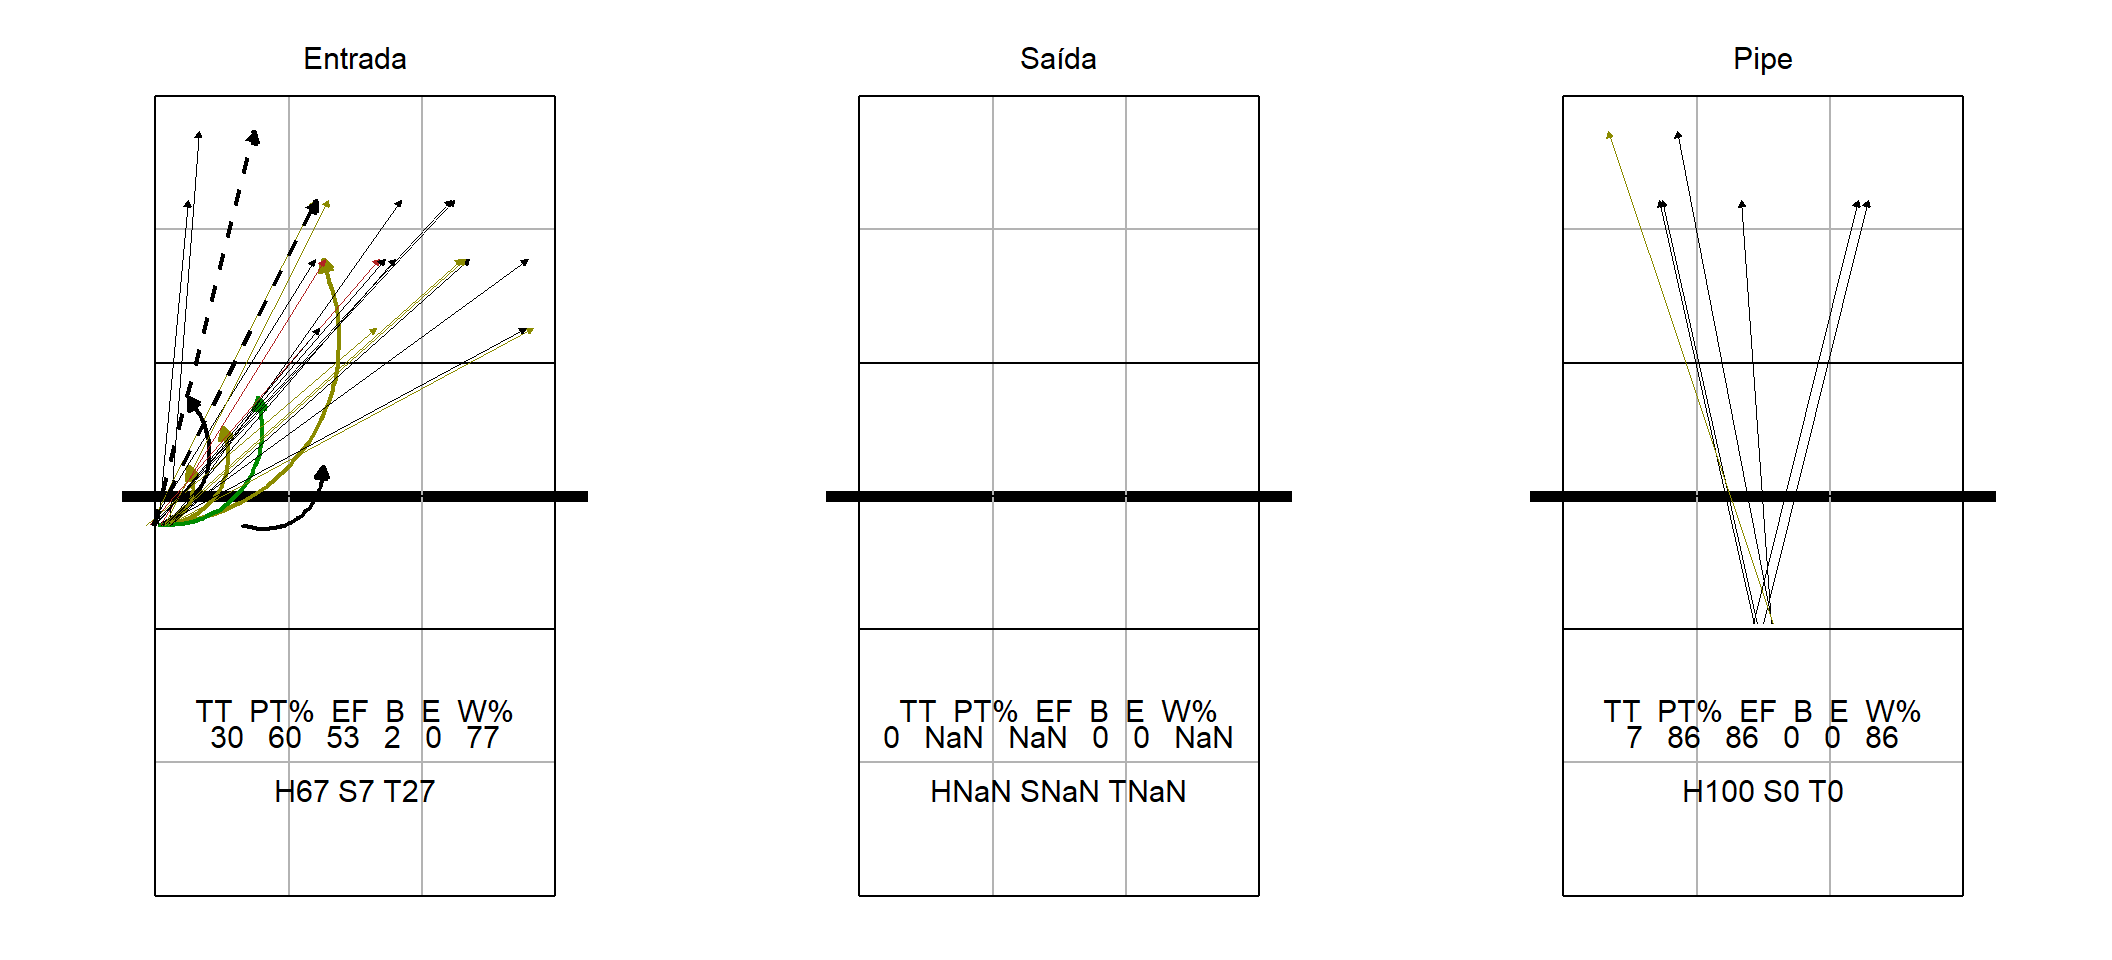 Entrada
TT PT% EF B E W%
30 60 53 2 0 77
H67 S7 T27
Saída
TT PT% EF B E W%
0 NaN NaN 0 0 NaN
HNaN SNaN TNaN
Pipe
TT PT% EF B E W%
7 86 86 0 0 86
H100 S0 T0